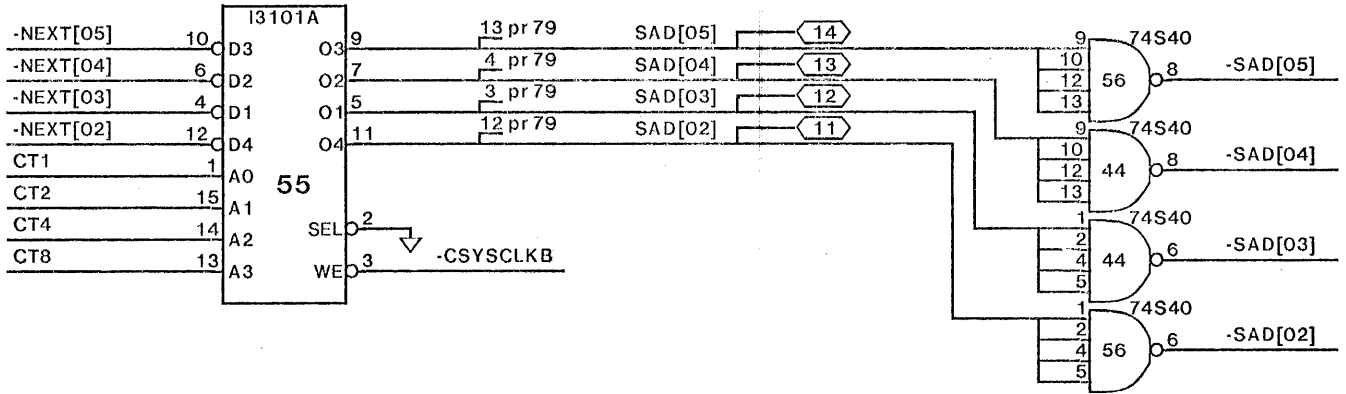 I3101A
-NEXT[05] 10 D3 O3 9 13 pr 79 SAD[05] 14 9 74S40
-NEXT[04] 6 D2 O2 7 4 pr 79 SAD[04] 13 10 12 13 56 8 -SAD[05]
-NEXT[03] 4 D1 O1 5 3 pr 79 SAD[03] 12
-NEXT[02] 12 D4 O4 11 12 pr 79 SAD[02] 11 9 74S40
CT1 1 A0 10 12 13 44 8 -SAD[04]
CT2 15 A1 55
CT4 14 A2 SEL 2 1 74S40
CT8 13 A3 WE 3 -CSYSCLKB 2 4 5 44 6 -SAD[03]
1 74S40
2 4 5 56 6 -SAD[02]